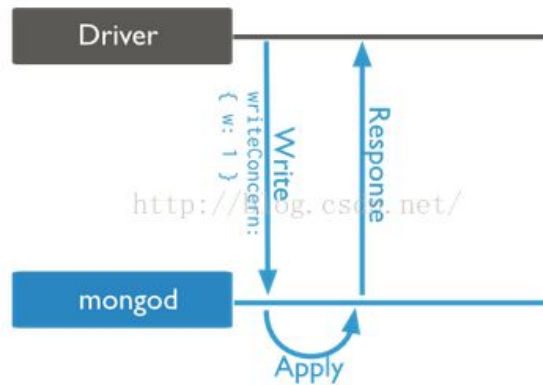 Driver
Write
writeConcern:
{ w: 1 }
Response
mongod
Apply